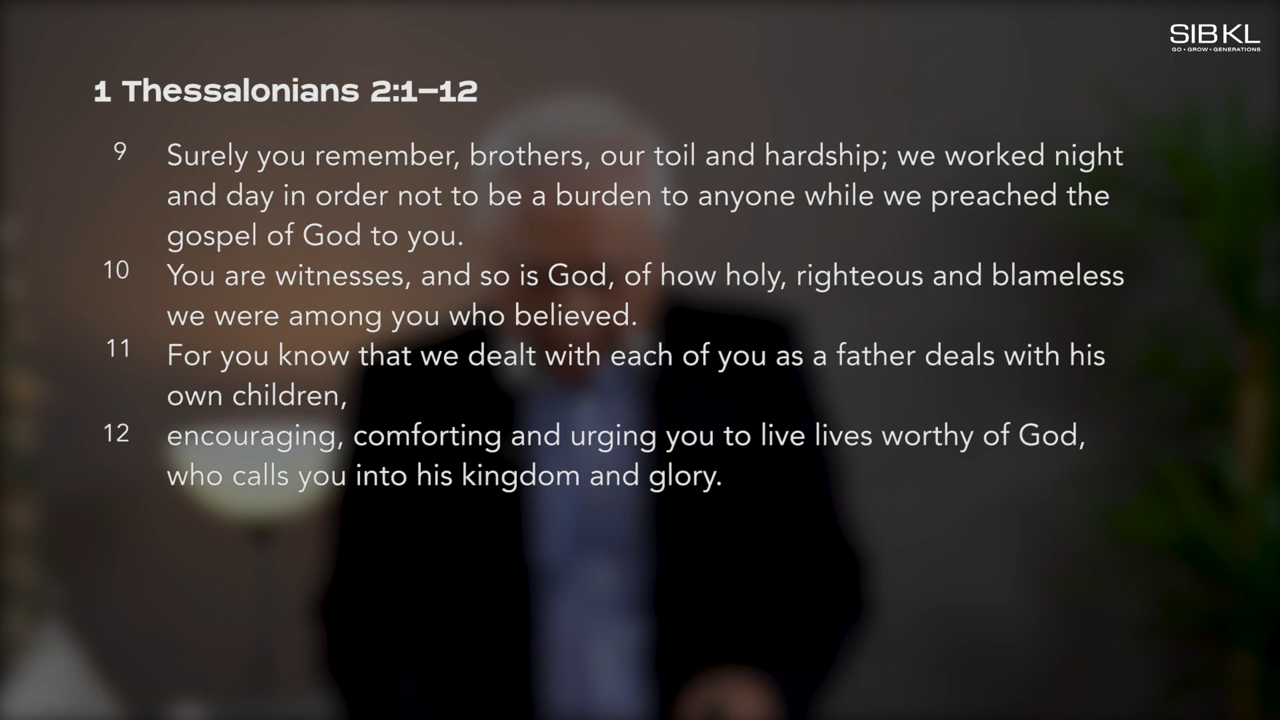 SIBKL
GO • GROW • GENERATIONS
1 Thessalonians 2:1–12
9 Surely you remember, brothers, our toil and hardship; we worked night
and day in order not to be a burden to anyone while we preached the
gospel of God to you.
10 You are witnesses, and so is God, of how holy, righteous and blameless
we were among you who believed.
11 For you know that we dealt with each of you as a father deals with his
own children,
12 encouraging, comforting and urging you to live lives worthy of God,
who calls you into his kingdom and glory.